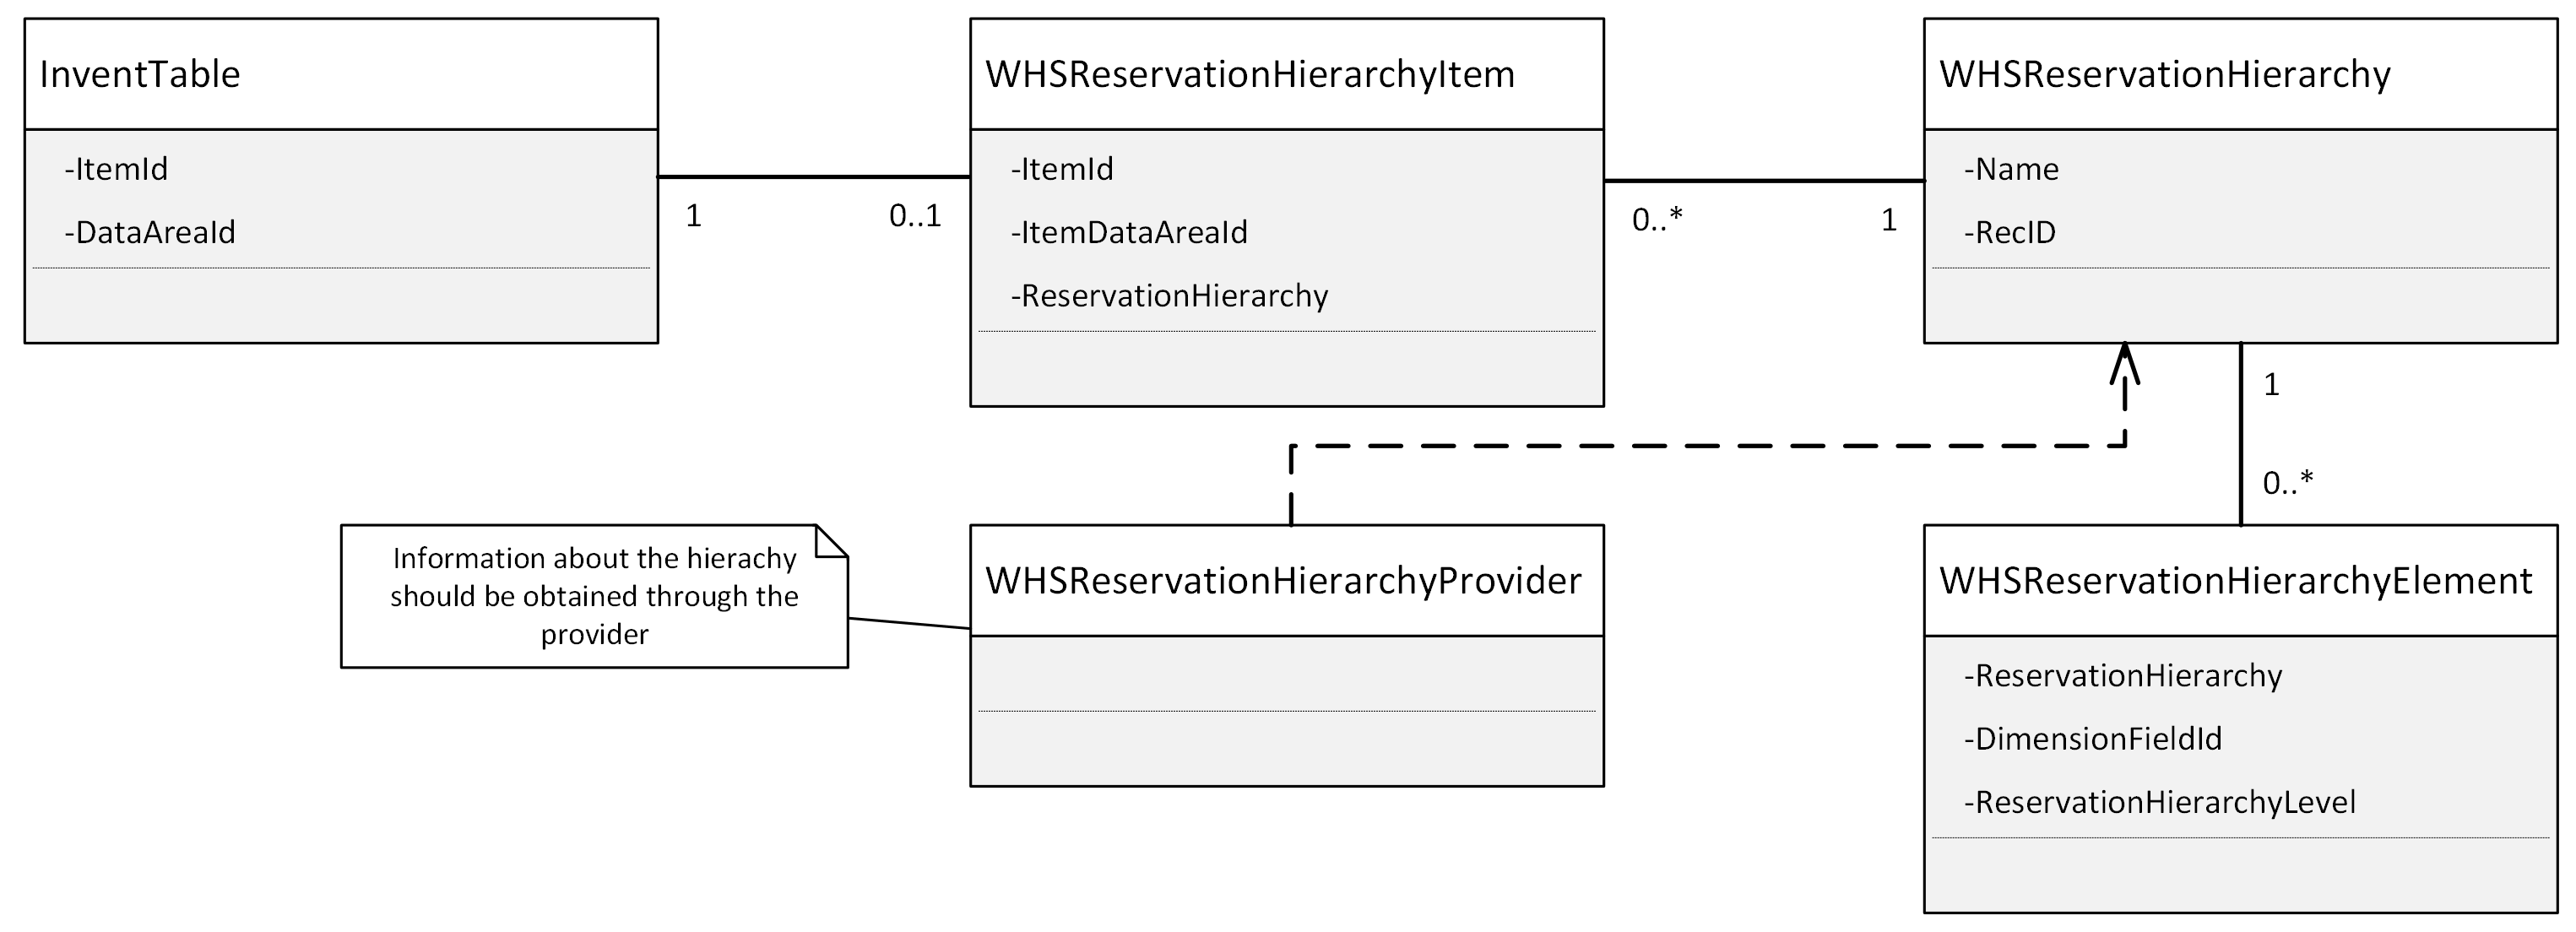 InventTable
-ItemId
-DataAreaId
1
0..1
WHSReservationHierarchyItem
-ItemId
-ItemDataAreaId
-ReservationHierarchy
0..*
1
WHSReservationHierarchy
-Name
-RecID
1
0..*
Information about the hierachy
should be obtained through the
provider
WHSReservationHierarchyProvider
WHSReservationHierarchyElement
-ReservationHierarchy
-DimensionFieldId
-ReservationHierarchyLevel